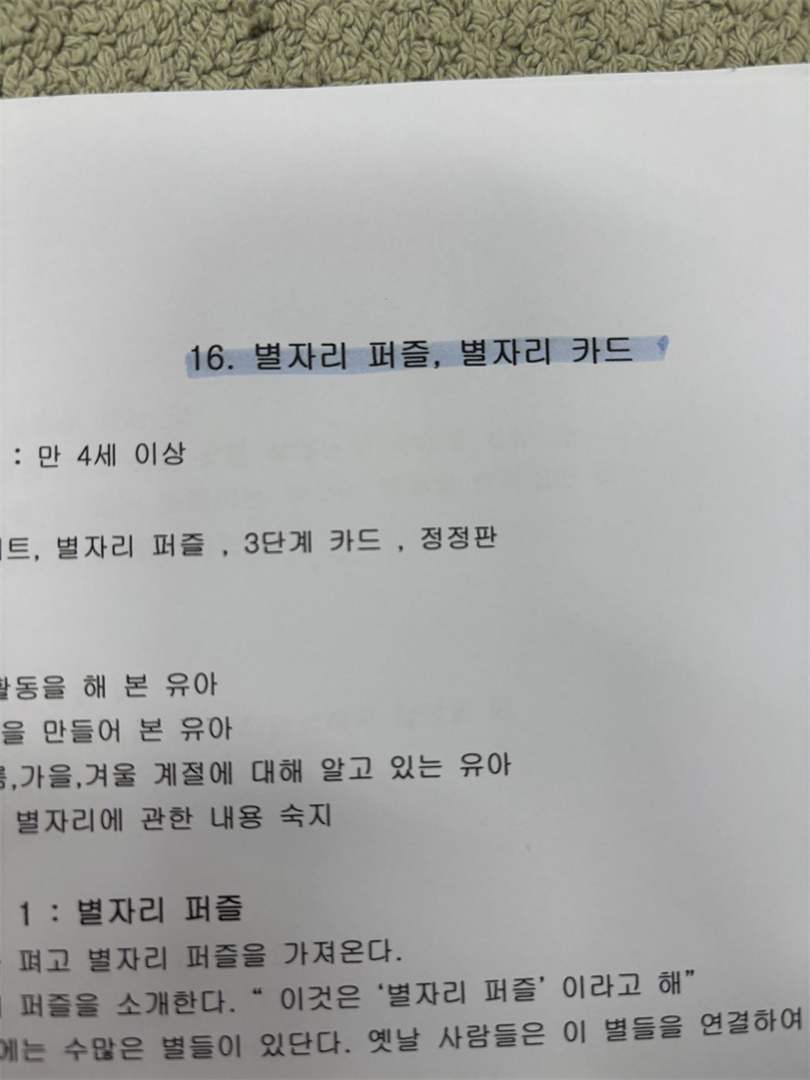 16. 별자리 퍼즐, 별자리 카드
: 만 4세 이상
트, 별자리 퍼즐 , 3단계 카드 , 정정판
활동을 해 본 유아
을 만들어 본 유아
,가을,겨울 계절에 대해 알고 있는 유아
별자리에 관한 내용 숙지
1 : 별자리 퍼즐
펴고 별자리 퍼즐을 가져온다.
퍼즐을 소개한다. “ 이것은 ‘별자리 퍼즐’ 이라고 해”
에는 수많은 별들이 있단다. 옛날 사람들은 이 별들을 연결하여